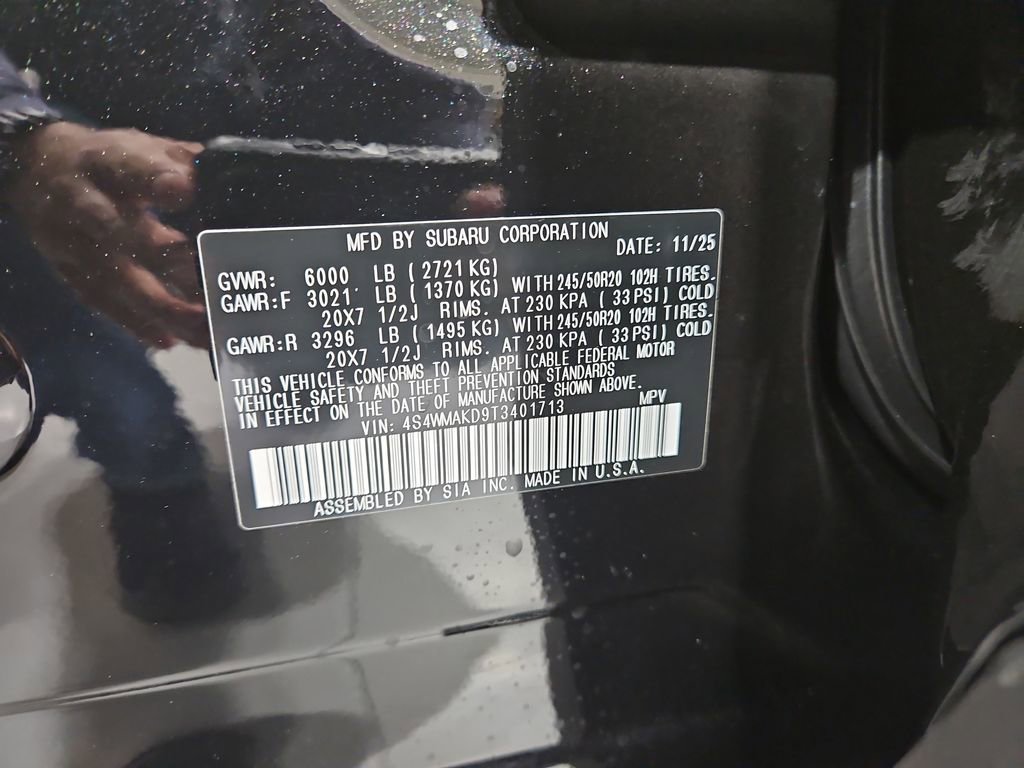 MFD BY SUBARU CORPORATION DATE: 11/25
GVWR: 6000 LB (2721 KG)
GAWR:F 3021 LB (1370 KG) WITH 245/50R20 102H TIRES.
20X7 1/2J RIMS. AT 230 KPA (33 PSI) COLD
GAWR:R 3296 LB (1495 KG) WITH 245/50R20 102H TIRES.
20X7 1/2J RIMS. AT 230 KPA (33 PSI) COLD
THIS VEHICLE CONFORMS TO ALL APPLICABLE FEDERAL MOTOR
VEHICLE SAFETY AND THEFT PREVENTION STANDARDS
IN EFFECT ON THE DATE OF MANUFACTURE SHOWN ABOVE.
VIN: 4S4WMAKD9T3401713 MPV
ASSEMBLED BY SIA INC. MADE IN U.S.A.